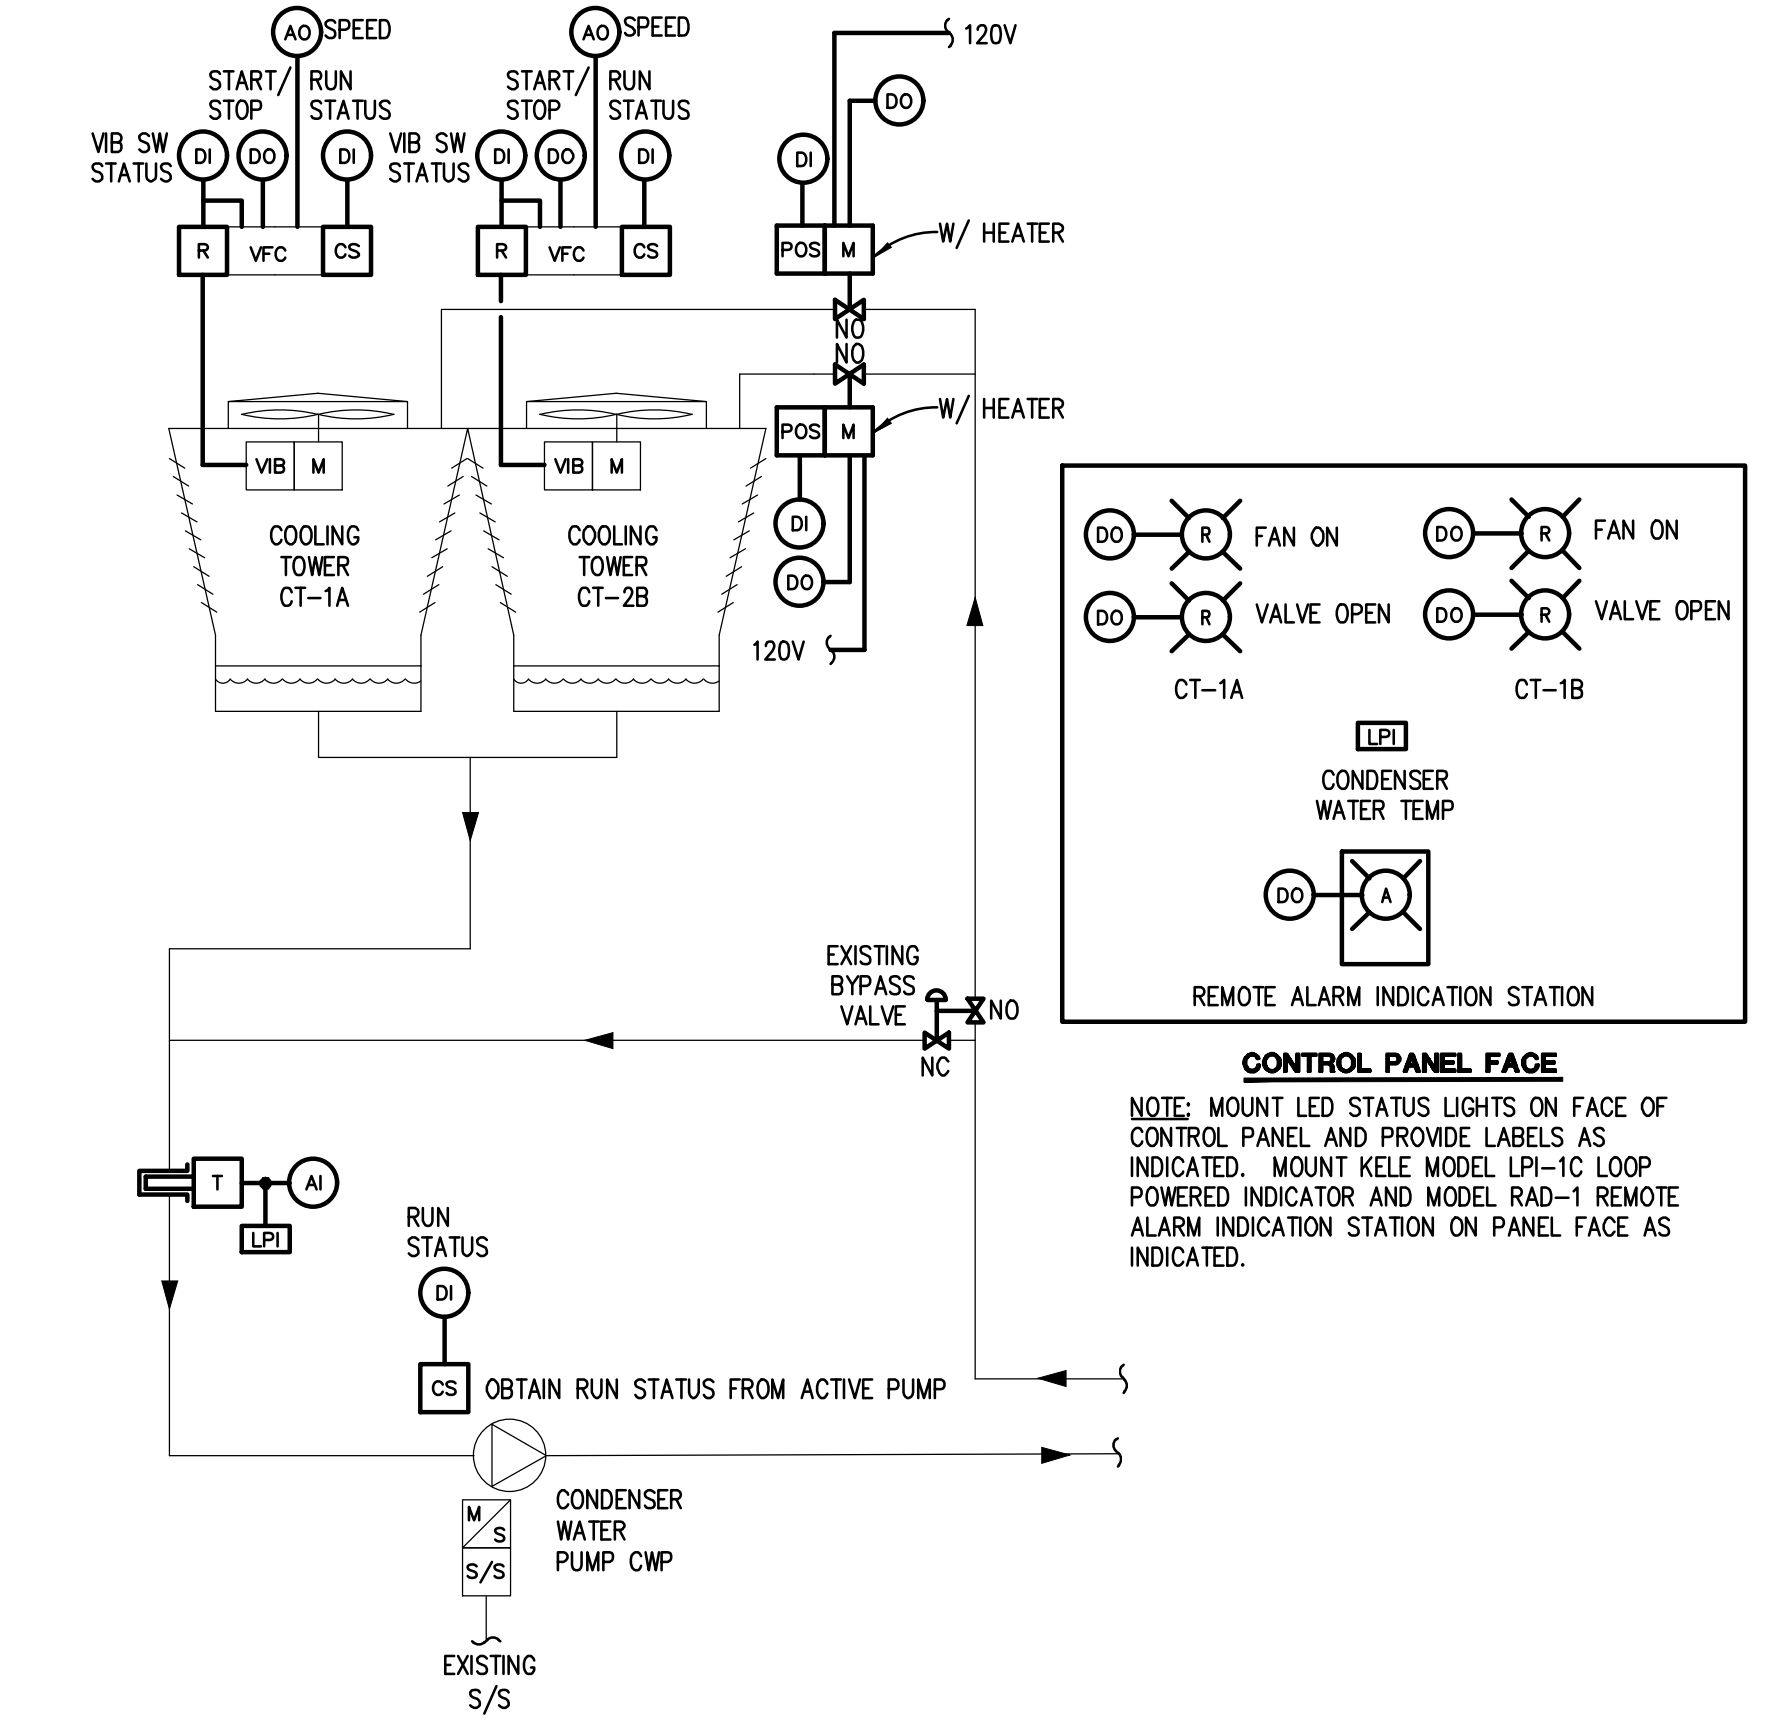 AO SPEED
AO SPEED
120V
START/ RUN
STOP STATUS
START/ RUN
STOP STATUS
DO
VIB SW
STATUS
DI
DO
DI
VIB SW
STATUS
DI
DO
DI
DI
R
VFC
CS
R
VFC
CS
POS
M
W/ HEATER
NO
NO
POS
M
W/ HEATER
VIB
M
VIB
M
DI
DO
120V
COOLING
TOWER
CT-1A
COOLING
TOWER
CT-2B
DO
R
FAN ON
DO
R
FAN ON
DO
R
VALVE OPEN
DO
R
VALVE OPEN
CT-1A
CT-1B
LPI
CONDENSER
WATER TEMP
DO
A
REMOTE ALARM INDICATION STATION
EXISTING
BYPASS
VALVE
NO
NC
CONTROL PANEL FACE
NOTE: MOUNT LED STATUS LIGHTS ON FACE OF
CONTROL PANEL AND PROVIDE LABELS AS
INDICATED. MOUNT KELE MODEL LPI-1C LOOP
POWERED INDICATOR AND MODEL RAD-1 REMOTE
ALARM INDICATION STATION ON PANEL FACE AS
INDICATED.
T
AI
LPI
RUN
STATUS
DI
CS
OBTAIN RUN STATUS FROM ACTIVE PUMP
CONDENSER
WATER
PUMP CWP
M
S
S/S
EXISTING
S/S